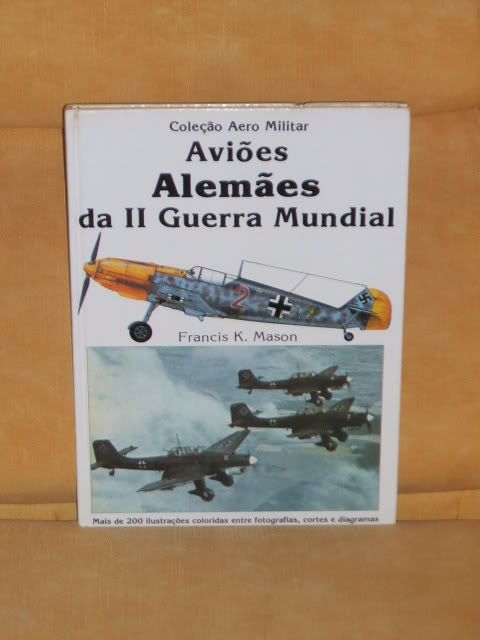 Coleção Aero Militar
Aviões
Alemães
da II Guerra Mundial
2
Francis K. Mason
Mais de 200 ilustrações coloridas entre fotografias, cortes e diagramas